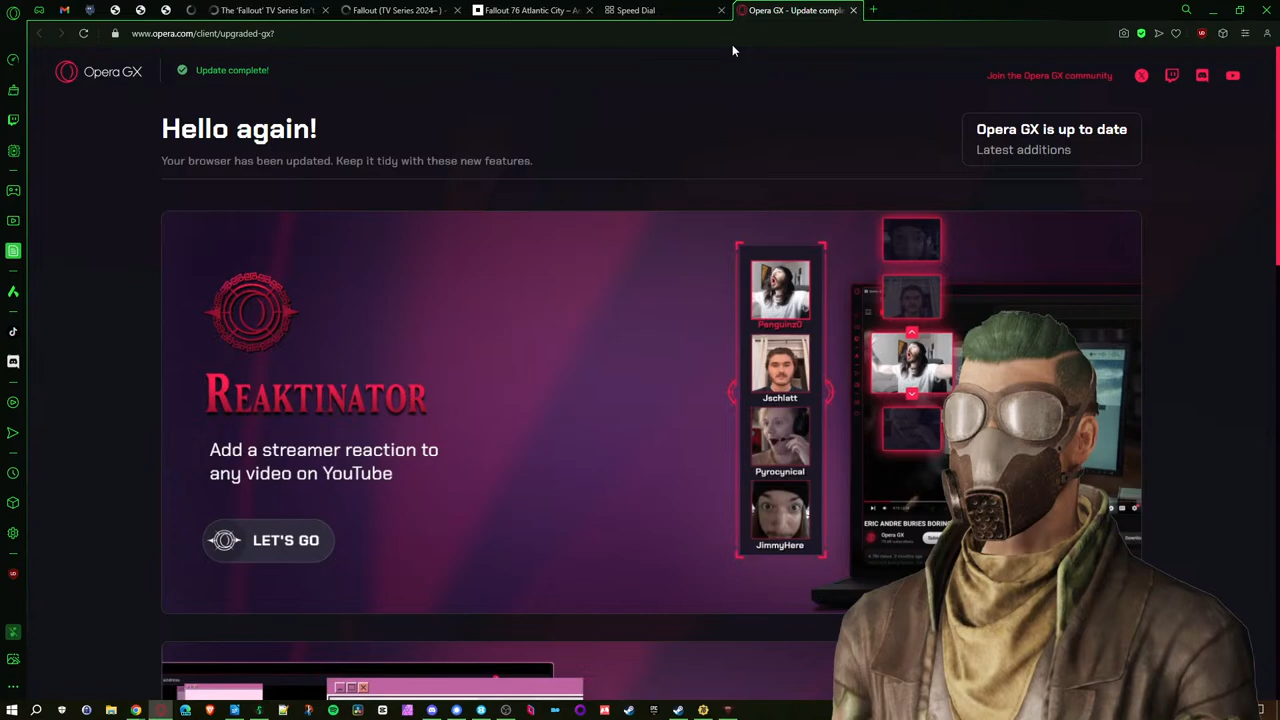 The 'Fallout' TV Series Isn't
Fallout (TV Series 2024– ) –
Fallout 76 Atlantic City – A
Speed Dial
Opera GX - Update comple
www.opera.com/client/upgraded-gx?
Opera GX
Update complete!
Join the Opera GX community
Hello again!
Your browser has been updated. Keep it tidy with these new features.
Opera GX is up to date
Latest additions
REAKTINATOR
Add a streamer reaction to
any video on YouTube
LET'S GO
Penguinz0
Jschlatt
Pyrocynical
JimmyHere
ERIC ANDRE BURIES BORING
Opera GX